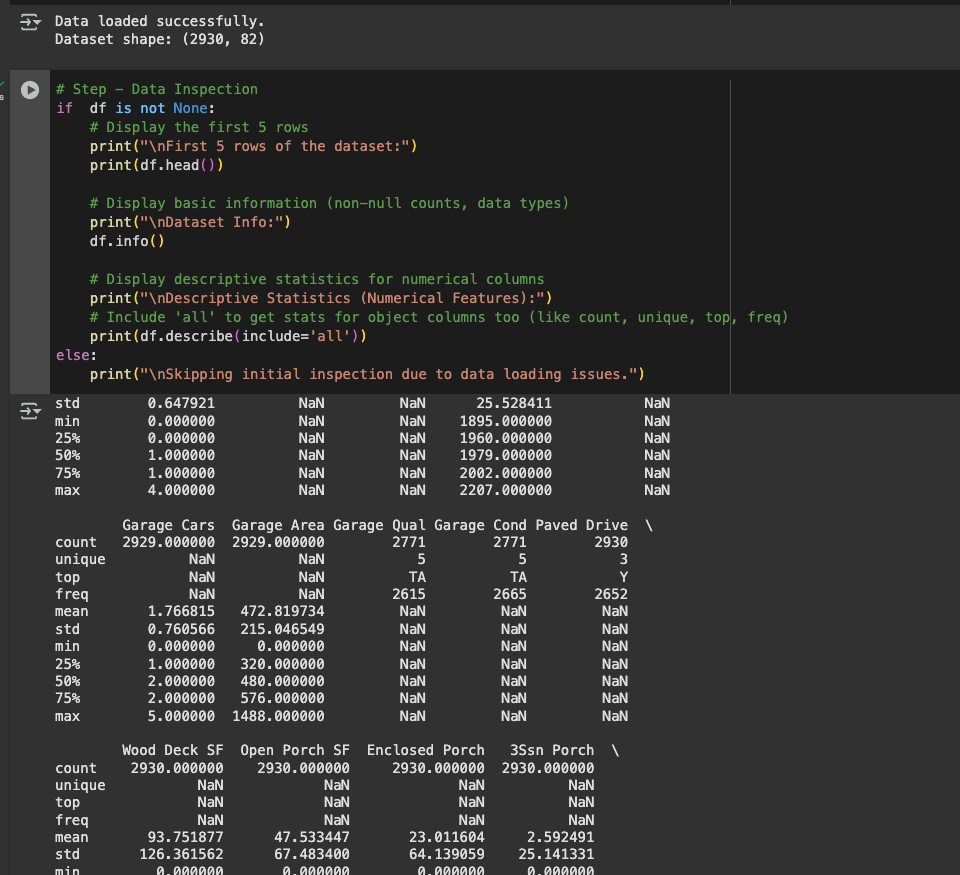 Data loaded successfully.
Dataset shape: (2930, 82)
# Step – Data Inspection
if  df is not None:
    # Display the first 5 rows
    print("\nFirst 5 rows of the dataset:")
    print(df.head())
    # Display basic information (non-null counts, data types)
    print("\nDataset Info:")
    df.info()
    # Display descriptive statistics for numerical columns
    print("\nDescriptive Statistics (Numerical Features):")
    # Include 'all' to get stats for object columns too (like count, unique, top, freq)
    print(df.describe(include='all'))
else:
    print("\nSkipping initial inspection due to data loading issues.")
s
std 0.647921 NaN NaN 25.528411 NaN
min 0.000000 NaN NaN 1895.000000 NaN
25% 0.000000 NaN NaN 1960.000000 NaN
50% 1.000000 NaN NaN 1979.000000 NaN
75% 1.000000 NaN NaN 2002.000000 NaN
max 4.000000 NaN NaN 2207.000000 NaN
Garage Cars Garage Area Garage Qual Garage Cond Paved Drive \
count 2929.000000 2929.000000 2771 2771 2930
unique NaN NaN 5 5 3
top NaN NaN TA TA Y
freq NaN NaN 2615 2665 2652
mean 1.766815 472.819734 NaN NaN NaN
std 0.760566 215.046549 NaN NaN NaN
min 0.000000 0.000000 NaN NaN NaN
25% 1.000000 320.000000 NaN NaN NaN
50% 2.000000 480.000000 NaN NaN NaN
75% 2.000000 576.000000 NaN NaN NaN
max 5.000000 1488.000000 NaN NaN NaN
Wood Deck SF Open Porch SF Enclosed Porch 3Ssn Porch \
count 2930.000000 2930.000000 2930.000000 2930.000000
unique NaN NaN NaN NaN
top NaN NaN NaN NaN
freq NaN NaN NaN NaN
mean 93.751877 47.533447 23.011604 2.592491
std 126.361562 67.483400 64.139059 25.141331
min 0.000000 0.000000 0.000000 0.000000